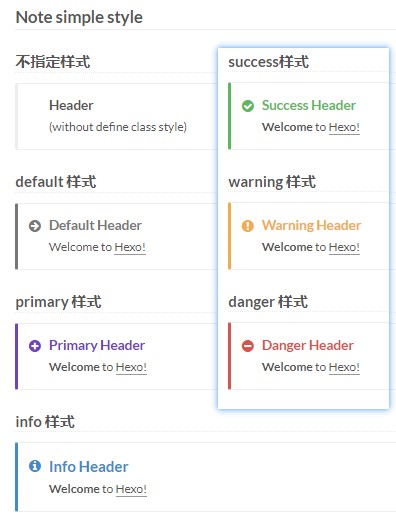 Note simple style
不指定样式
Header
(without define class style)
default 样式
Default Header
Welcome to Hexo!
primary 样式
Primary Header
Welcome to Hexo!
info 样式
Info Header
Welcome to Hexo!
success样式
Success Header
Welcome to Hexo!
warning 样式
Warning Header
Welcome to Hexo!
danger 样式
Danger Header
Welcome to Hexo!